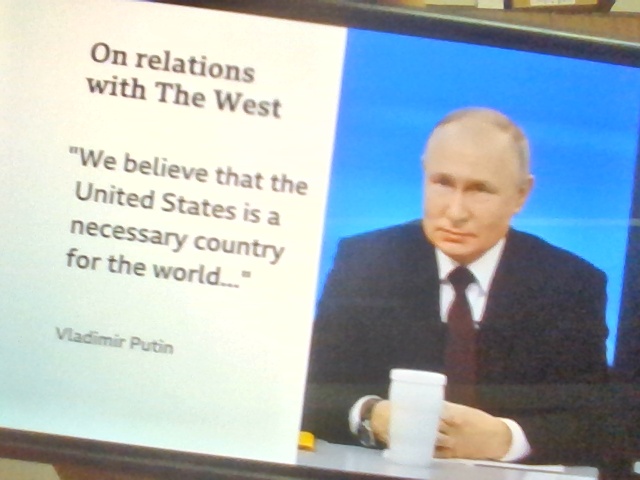 On relations
with The West
"We believe that the
United States is a
necessary country
for the world..."
Vladimir Putin